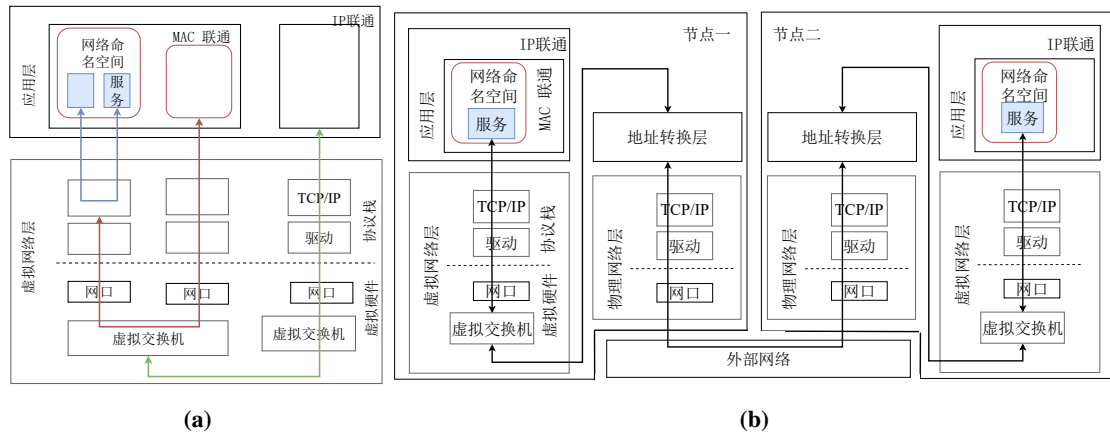 IP联通
MAC 联通
网络命
名空间
服
务
应用层
虚拟网络层
TCP/IP
驱动
协议栈
网口
网口
网口
虚拟硬件
虚拟交换机
虚拟交换机
(a)
节点一
IP联通
网络命
名空间
服务
MAC 联通
应用层
地址转换层
虚拟网络层
TCP/IP
驱动
协议栈
网口
虚拟硬件
虚拟交换机
物理网络层
TCP/IP
驱动
网口
节点二
IP联通
网络命
名空间
服务
应用层
地址转换层
物理网络层
TCP/IP
驱动
网口
虚拟网络层
TCP/IP
驱动
网口
虚拟交换机
外部网络
(b)